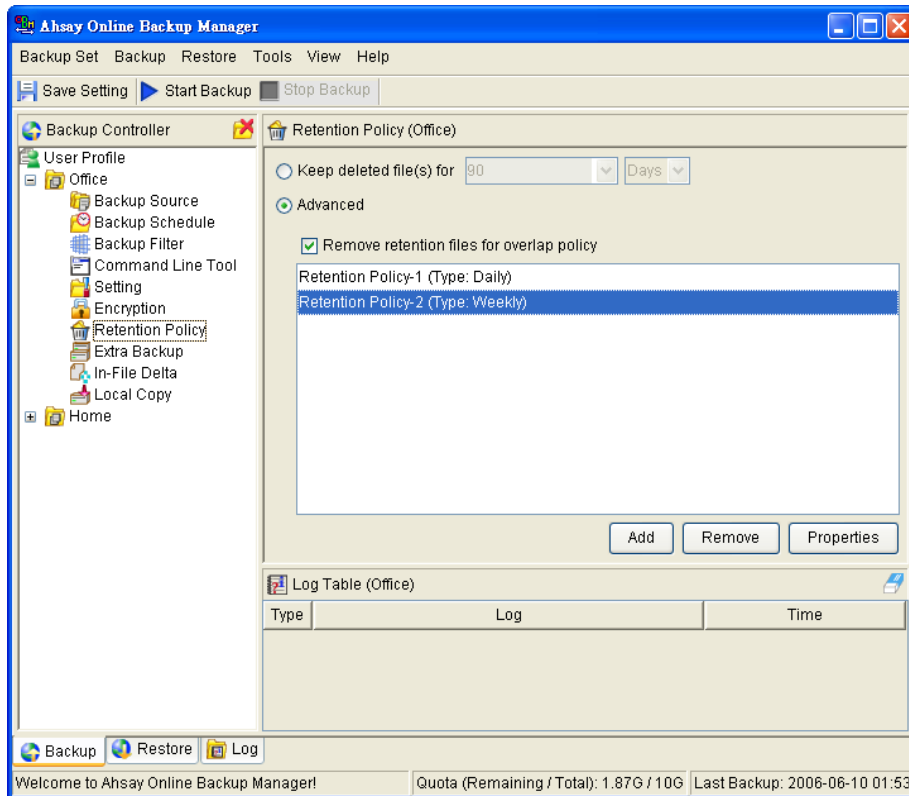 Ahsay Online Backup Manager
Backup Set Backup Restore Tools View Help
Save Setting Start Backup Stop Backup
Backup Controller
User Profile
Office
Backup Source
Backup Schedule
Backup Filter
Command Line Tool
Setting
Encryption
Retention Policy
Extra Backup
In-File Delta
Local Copy
Home
Retention Policy (Office)
Keep deleted file(s) for 90 Days
Advanced
Remove retention files for overlap policy
Retention Policy-1 (Type: Daily)
Retention Policy-2 (Type: Weekly)
Add Remove Properties
Log Table (Office)
Type Log Time
Backup Restore Log
Welcome to Ahsay Online Backup Manager! Quota (Remaining / Total): 1.87G / 10G Last Backup: 2006-06-10 01:53